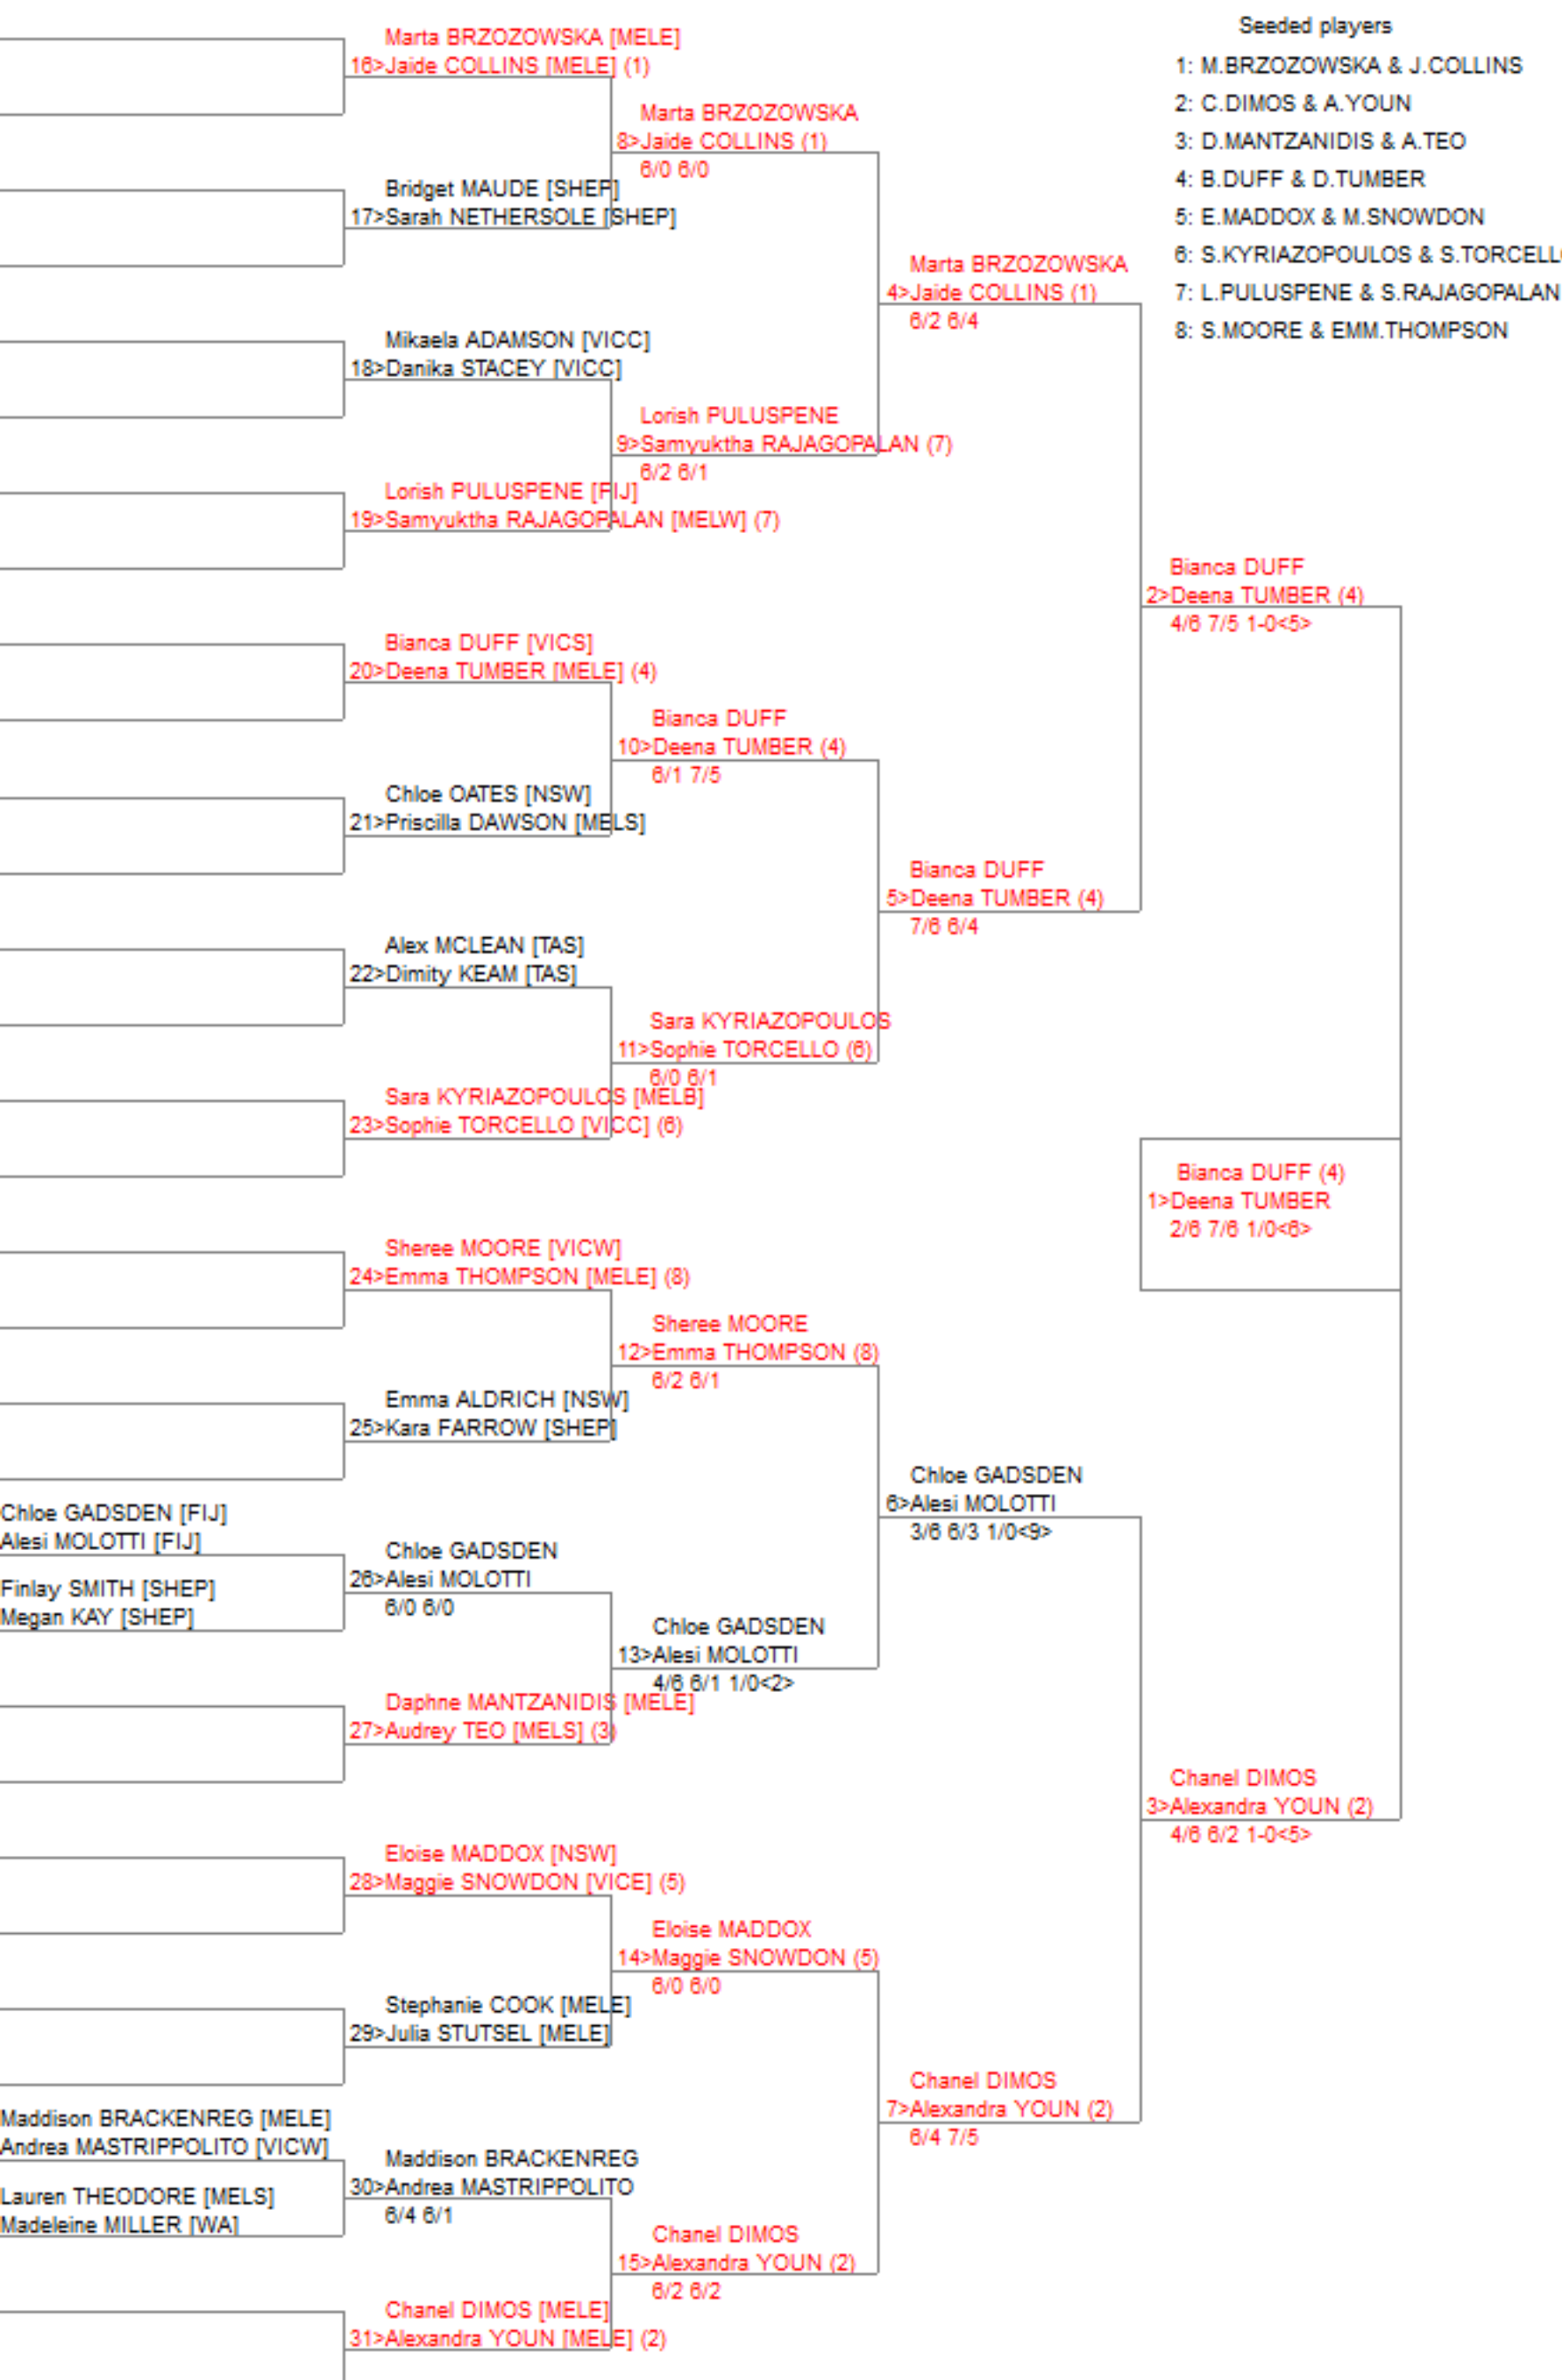 Seeded players
1: M.BRZOZOWSKA & J.COLLINS
2: C.DIMOS & A.YOUN
3: D.MANTZANIDIS & A.TEO
4: B.DUFF & D.TUMBER
5: E.MADDOX & M.SNOWDON
6: S.KYRIAZOPOULOS & S.TORCELL
7: L.PULUSPENE & S.RAJAGOPALAN
8: S.MOORE & EMM.THOMPSON
Marta BRZOZOWSKA [MELE]
16>Jaide COLLINS [MELE] (1)
Marta BRZOZOWSKA
8>Jaide COLLINS (1)
6/0 6/0
Bridget MAUDE [SHEP]
17>Sarah NETHERSOLE [SHEP]
Marta BRZOZOWSKA
4>Jaide COLLINS (1)
6/2 6/4
Mikaela ADAMSON [VICC]
18>Danika STACEY [VICC]
Lorish PULUSPENE
9>Samyuktha RAJAGOPALAN (7)
6/2 6/1
Lorish PULUSPENE [FIJ]
19>Samyuktha RAJAGOPALAN [MELW] (7)
Bianca DUFF
2>Deena TUMBER (4)
4/6 7/5 1-0<5>
Bianca DUFF [VICS]
20>Deena TUMBER [MELE] (4)
Bianca DUFF
10>Deena TUMBER (4)
6/1 7/5
Chloe OATES [NSW]
21>Priscilla DAWSON [MELS]
Bianca DUFF
5>Deena TUMBER (4)
7/6 6/4
Alex MCLEAN [TAS]
22>Dimity KEAM [TAS]
Sara KYRIAZOPOULOS
11>Sophie TORCELLO (6)
6/0 6/1
Sara KYRIAZOPOULOS [MELB]
23>Sophie TORCELLO [VICC] (6)
Bianca DUFF (4)
1>Deena TUMBER
2/6 7/6 1/0<6>
Sheree MOORE [VICW]
24>Emma THOMPSON [MELE] (8)
Sheree MOORE
12>Emma THOMPSON (8)
6/2 6/1
Emma ALDRICH [NSW]
25>Kara FARROW [SHEP]
Chloe GADSDEN
6>Alesi MOLOTTI
3/6 6/3 1/0<9>
Chloe GADSDEN [FIJ]
Alesi MOLOTTI [FIJ]
Chloe GADSDEN
26>Alesi MOLOTTI
6/0 6/0
Finlay SMITH [SHEP]
Megan KAY [SHEP]
Chloe GADSDEN
13>Alesi MOLOTTI
4/6 6/1 1/0<2>
Daphne MANTZANIDIS [MELE]
27>Audrey TEO [MELS] (3)
Chanel DIMOS
3>Alexandra YOUN (2)
4/6 6/2 1-0<5>
Eloise MADDOX [NSW]
28>Maggie SNOWDON [VICE] (5)
Eloise MADDOX
14>Maggie SNOWDON (5)
6/0 6/0
Stephanie COOK [MELE]
29>Julia STUTSEL [MELE]
Chanel DIMOS
7>Alexandra YOUN (2)
6/4 7/5
Maddison BRACKENREG [MELE]
Andrea MASTRIPPOLITO [VICW]
Maddison BRACKENREG
30>Andrea MASTRIPPOLITO
6/4 6/1
Lauren THEODORE [MELS]
Madeleine MILLER [WA]
Chanel DIMOS
15>Alexandra YOUN (2)
6/2 6/2
Chanel DIMOS [MELE]
31>Alexandra YOUN [MELE] (2)